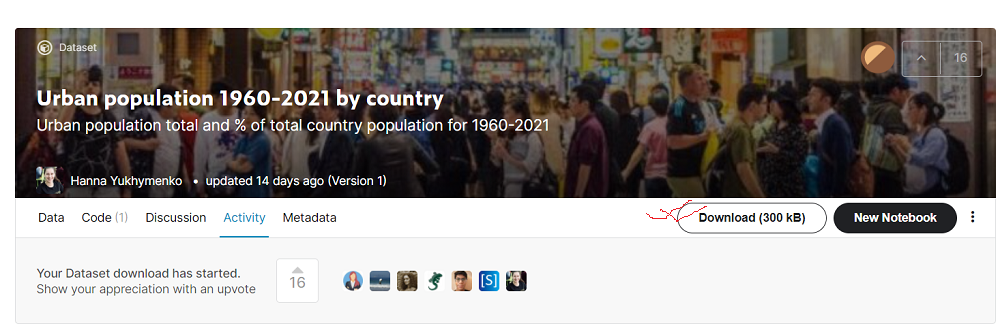 Dataset
16
Urban population 1960-2021 by country
Urban population total and % of total country population for 1960-2021
Hanna Yukhymenko • updated 14 days ago (Version 1)
Data Code (1) Discussion Activity Metadata Download (300 kB) New Notebook
Your Dataset download has started.
Show your appreciation with an upvote
16
[S]